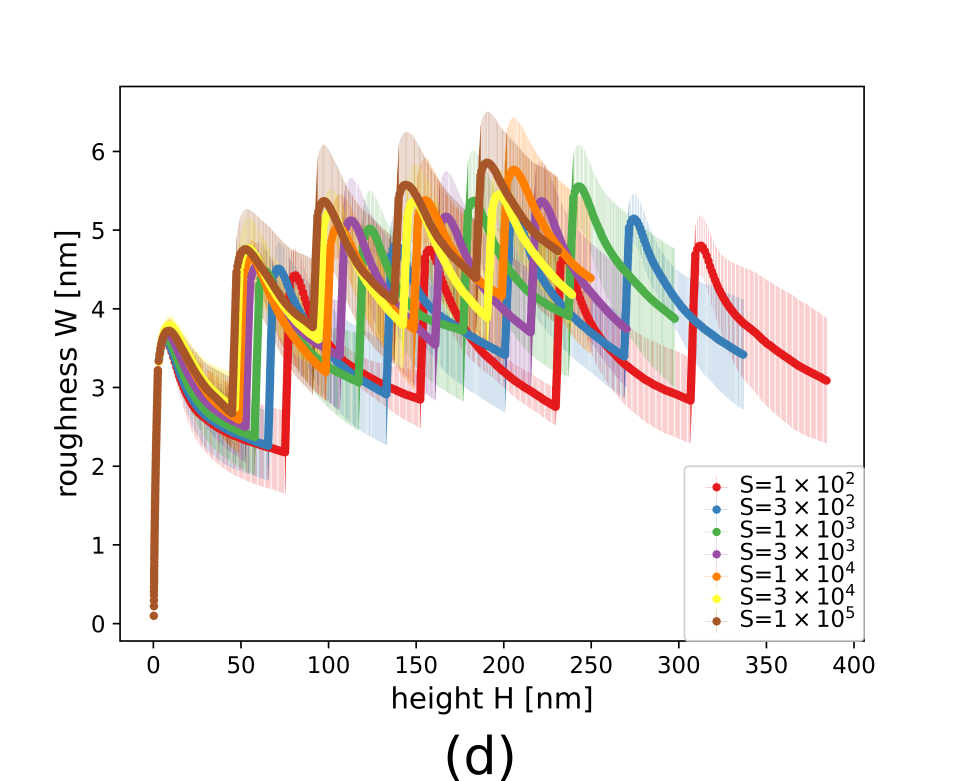 6
5
4
3
2
1
0
roughness W [nm]
0 50 100 150 200 250 300 350 400
height H [nm]
S=1 × 10²
S=3 × 10²
S=1 × 10³
S=3 × 10³
S=1 × 10⁴
S=3 × 10⁴
S=1 × 10⁵
(d)